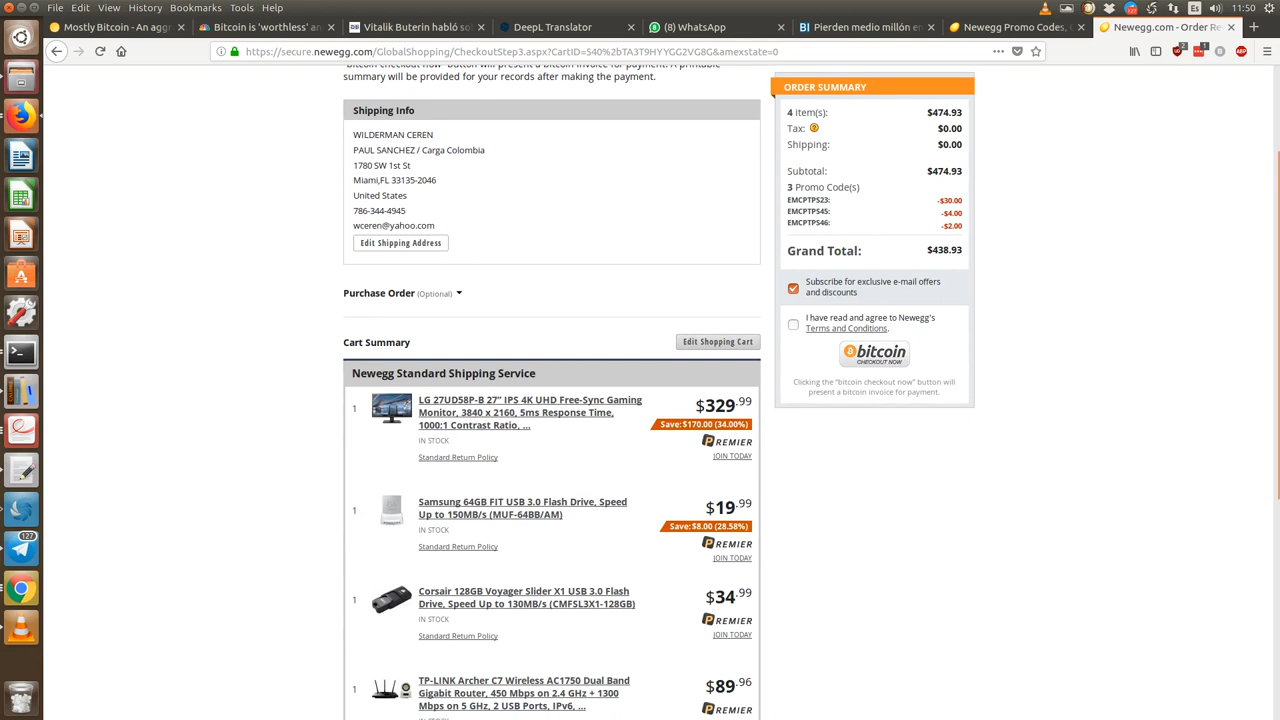 File Edit View History Bookmarks Tools Help
11:50
Mostly Bitcoin - An aggr
Bitcoin is 'worthless' an
Vitalik Buterin habló sob
DeepL Translator
(8) WhatsApp
Pierden medio millón en
Newegg Promo Codes, C
Newegg.com - Order Re
https://secure.newegg.com/GlobalShopping/CheckoutStep3.aspx?CartID=540%2bTA3T9HYYGG2VG8G&amexstate=0
"bitcoin checkout now" button will present a bitcoin invoice for payment. A printable
summary will be provided for your records after making the payment.
Shipping Info
WILDERMAN CEREN
PAUL SANCHEZ / Carga Colombia
1780 SW 1st St
Miami,FL 33135-2046
United States
786-344-4945
wceren@yahoo.com
Edit Shipping Address
Purchase Order (Optional)
Cart Summary
Edit Shopping Cart
Newegg Standard Shipping Service
1
LG 27UD58P-B 27" IPS 4K UHD Free-Sync Gaming
Monitor, 3840 x 2160, 5ms Response Time,
1000:1 Contrast Ratio, ...
IN STOCK
Standard Return Policy
$329.99
Save: $170.00 (34.00%)
PREMIER
JOIN TODAY
1
Samsung 64GB FIT USB 3.0 Flash Drive, Speed
Up to 150MB/s (MUF-64BB/AM)
IN STOCK
Standard Return Policy
$19.99
Save: $8.00 (28.58%)
PREMIER
JOIN TODAY
1
Corsair 128GB Voyager Slider X1 USB 3.0 Flash
Drive, Speed Up to 130MB/s (CMFSL3X1-128GB)
IN STOCK
Standard Return Policy
$34.99
PREMIER
JOIN TODAY
1
TP-LINK Archer C7 Wireless AC1750 Dual Band
Gigabit Router, 450 Mbps on 2.4 GHz + 1300
Mbps on 5 GHz, 2 USB Ports, IPv6, ...
$89.96
PREMIER
ORDER SUMMARY
4 item(s): $474.93
Tax: $0.00
Shipping: $0.00
Subtotal: $474.93
3 Promo Code(s)
EMCPTPS23: -$30.00
EMCPTPS45: -$4.00
EMCPTPS46: -$2.00
Grand Total: $438.93
Subscribe for exclusive e-mail offers
and discounts
I have read and agree to Newegg's
Terms and Conditions.
bitcoin
CHECKOUT NOW
Clicking the "bitcoin checkout now" button will
present a bitcoin invoice for payment.
127
Es